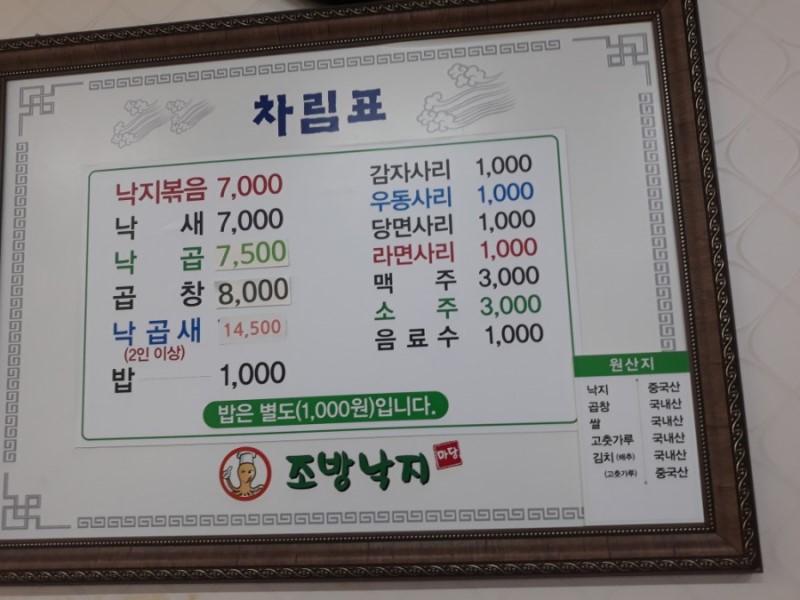 차림표
낙지볶음 7,000
낙 새 7,000
낙 곱 7,500
곱 창 8,000
낙곱새 14,500
(2인 이상)
밥 1,000
감자사리 1,000
우동사리 1,000
당면사리 1,000
라면사리 1,000
맥 주 3,000
소 주 3,000
음료수 1,000
밥은 별도(1,000원)입니다.
조방낙지 마당
원산지
낙지 중국산
곱창 국내산
쌀 국내산
고춧가루 국내산
김치 (배추) 국내산
(고춧가루) 중국산